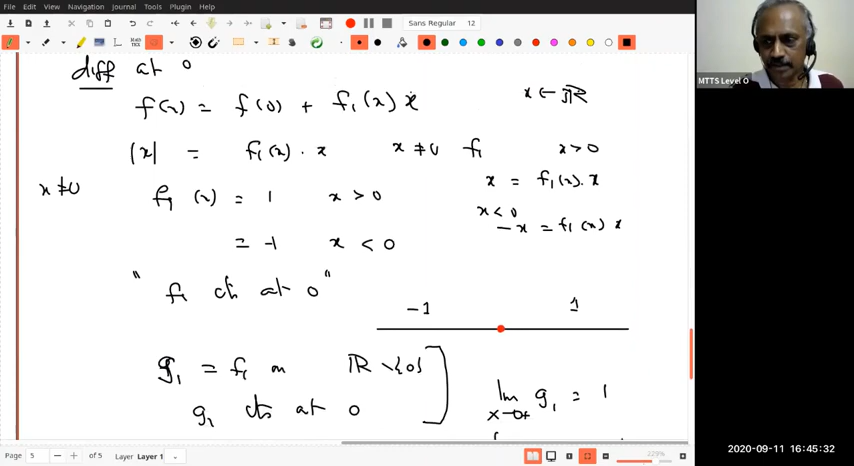 File Edit View Navigation Journal Tools Plugin Help
Sans Regular 12
diff at 0
f(x) = f(0) + f₁(x) x x ∈ ℝ
|x| = f₁(x) . x x ≠ 0 f₁ x > 0
x = f₁(x) . x
x ≠ 0 f₁ (x) = 1 x > 0
x < 0
- x = f₁(x) x
= -1 x < 0
" f₁ cts at 0 "
-1 1
g₁ = f₁ on ℝ \ {0}
lim g₁ = 1
x→0+
g₁ cts at 0
MTTS Level O
2020-09-11 16:45:32
Page 5 of 5 Layer Layer 1 229%